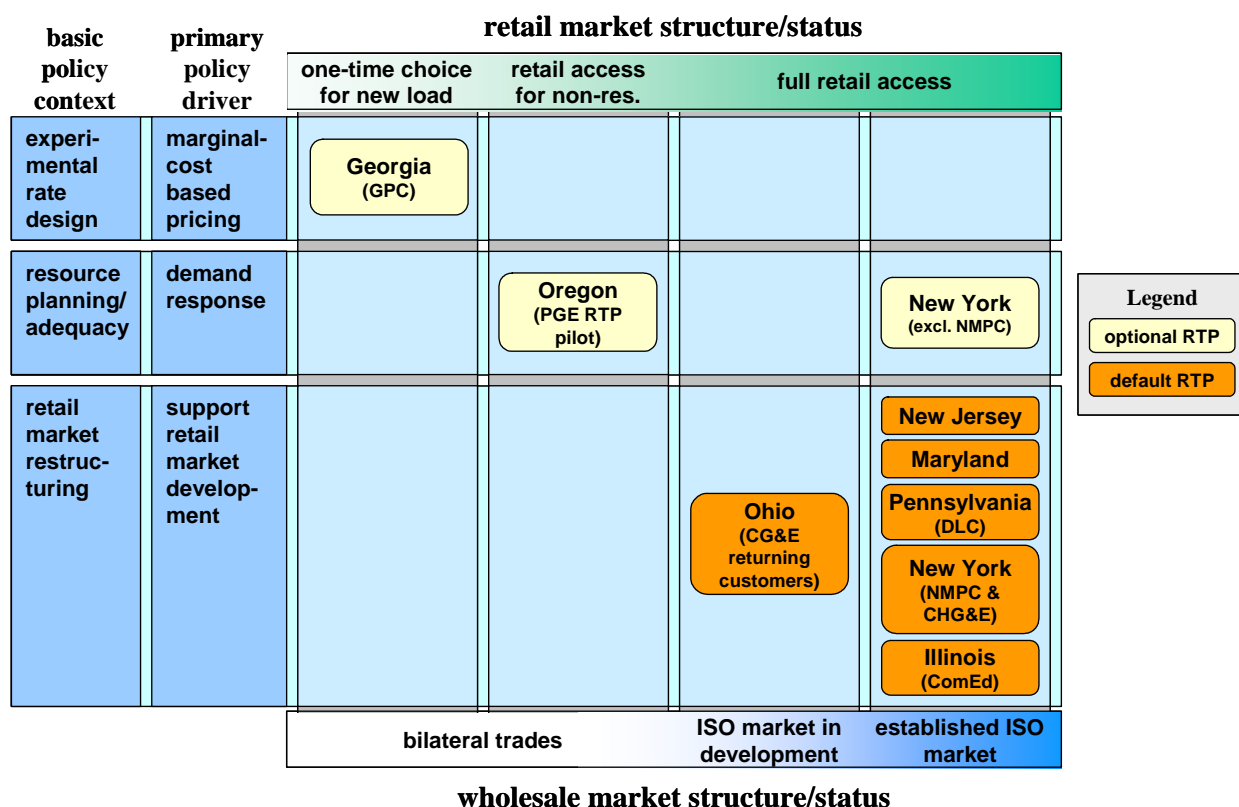 retail market structure/status
basic
policy
context
primary
policy
driver
one-time choice
for new load
retail access
for non-res.
full retail access
experi-
mental
rate
design
marginal-
cost
based
pricing
Georgia
(GPC)
resource
planning/
adequacy
demand
response
Oregon
(PGE RTP
pilot)
New York
(excl. NMPC)
Legend
optional RTP
default RTP
retail
market
restruc-
turing
support
retail
market
develop-
ment
Ohio
(CG&E
returning
customers)
New Jersey
Maryland
Pennsylvania
(DLC)
New York
(NMPC &
CHG&E)
Illinois
(ComEd)
bilateral trades
ISO market in
development
established ISO
market
wholesale market structure/status